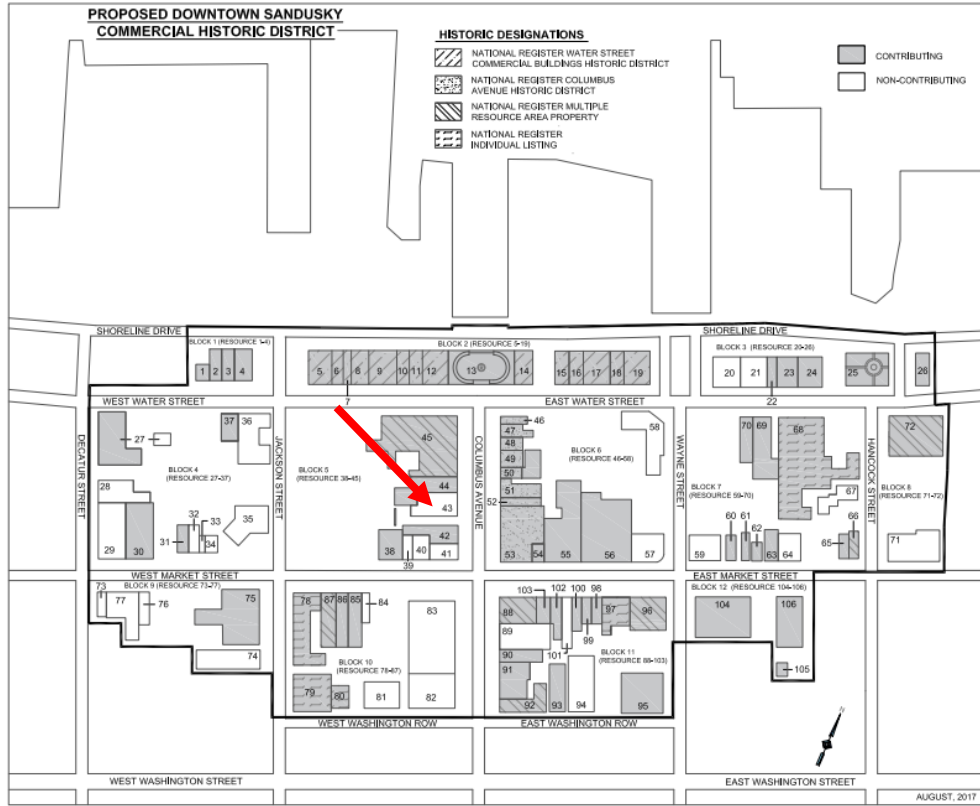 PROPOSED DOWNTOWN SANDUSKY
COMMERCIAL HISTORIC DISTRICT
HISTORIC DESIGNATIONS
NATIONAL REGISTER WATER STREET
COMMERCIAL BUILDINGS HISTORIC DISTRICT
NATIONAL REGISTER COLUMBUS
AVENUE HISTORIC DISTRICT
NATIONAL REGISTER MULTIPLE
RESOURCE AREA PROPERTY
NATIONAL REGISTER
INDIVIDUAL LISTING
CONTRIBUTING
NON-CONTRIBUTING
SHORELINE DRIVE
SHORELINE DRIVE
BLOCK 1 (RESOURCE 1-4)
1 2 3 4
BLOCK 2 (RESOURCE 5-19)
5 6 8 9 10 11 12 13 14 15 16 17 18 19
7
BLOCK 3 (RESOURCE 20-26)
20 21 23 24 25 26
22
WEST WATER STREET
EAST WATER STREET
DECATUR STREET
JACKSON STREET
COLUMBUS AVENUE
WAYNE STREET
HANCOCK STREET
27
37 36
BLOCK 4
(RESOURCE 27-37)
28
29 30
31 32 33 34 35
BLOCK 5
(RESOURCE 38-45)
45
44
43
42
38 40 41
39
46
47
48
49
50
51
52
53 54 55 56 57
58
BLOCK 6
(RESOURCE 46-58)
70 69 68
BLOCK 7
(RESOURCE 59-70)
67
60 61 62
59 63 64
65 66
72
BLOCK 8
(RESOURCE 71-72)
71
WEST MARKET STREET
EAST MARKET STREET
73
BLOCK 9 (RESOURCE 73-77)
77 76 75
74
78 87 86 85 84 83
BLOCK 10
(RESOURCE 78-87)
79 80 81 82
103 102 100 98
88 97 96
99
101
89
90
91
92 93 94 95
BLOCK 11
(RESOURCE 88-103)
BLOCK 12 (RESOURCE 104-106)
104 106
105
WEST WASHINGTON ROW
EAST WASHINGTON ROW
WEST WASHINGTON STREET
EAST WASHINGTON STREET
N
AUGUST, 2017